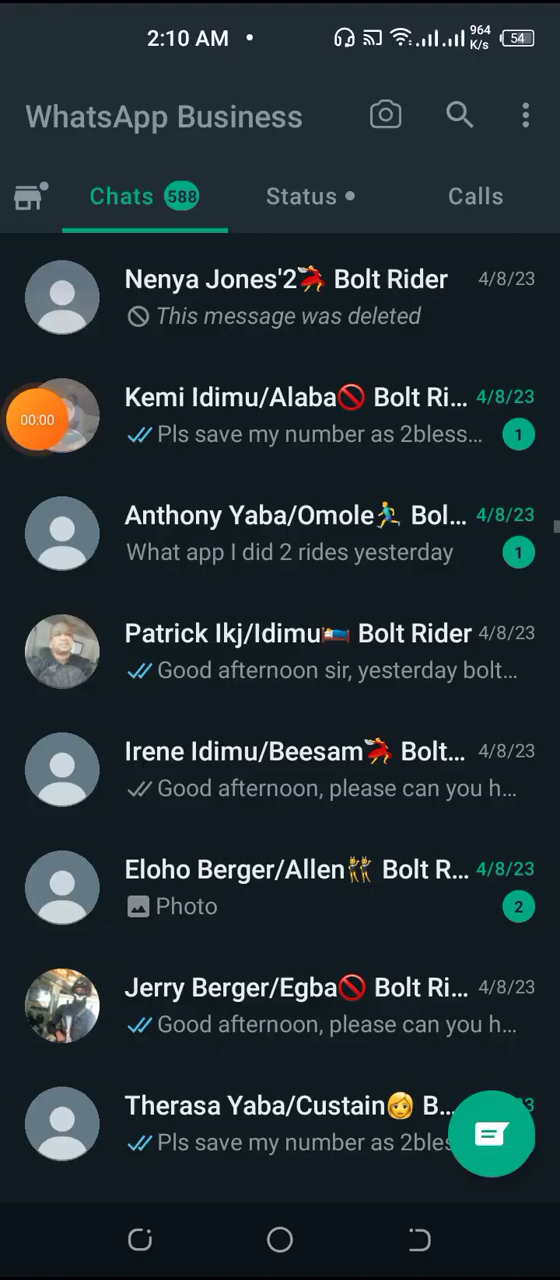 2:10 AM
964 K/s
54
WhatsApp Business
Chats 588
Status
Calls
Nenya Jones'2💃 Bolt Rider 4/8/23
This message was deleted
00:00
Kemi Idimu/Alaba🚫 Bolt Ri... 4/8/23
Pls save my number as 2bless... 1
Anthony Yaba/Omole🏃‍♂️ Bol... 4/8/23
What app I did 2 rides yesterday 1
Patrick Ikj/Idimu🛌 Bolt Rider 4/8/23
Good afternoon sir, yesterday bolt...
Irene Idimu/Beesam💃 Bolt... 4/8/23
Good afternoon, please can you h...
Eloho Berger/Allen👯 Bolt R... 4/8/23
Photo 2
Jerry Berger/Egba🚫 Bolt Ri... 4/8/23
Good afternoon, please can you h...
Therasa Yaba/Custain👩 B... 3
Pls save my number as 2bles